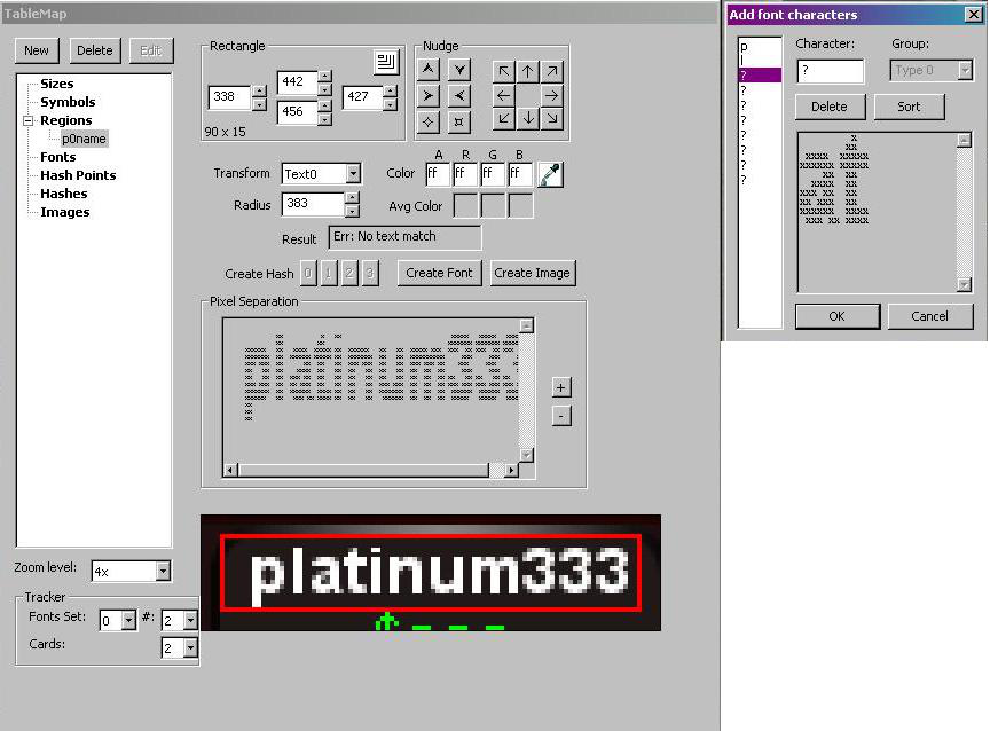 TableMap
New Delete Edit
Sizes
Symbols
Regions
p0name
Fonts
Hash Points
Hashes
Images
Zoom level: 4x
Tracker
Fonts Set: 0 #: 2
Cards: 2
Rectangle
338 442 456 427
90 x 15
Nudge
Transform Text0
Color A R G B
ff ff ff ff
Radius 383
Avg Color
Result Err: No text match
Create Hash 0 1 2 3 Create Font Create Image
Pixel Separation
+
-
platinum333
$---
Add font characters
p
l
?
?
?
?
?
?
?
?
Character: Group:
? Type 0
Delete Sort
OK Cancel